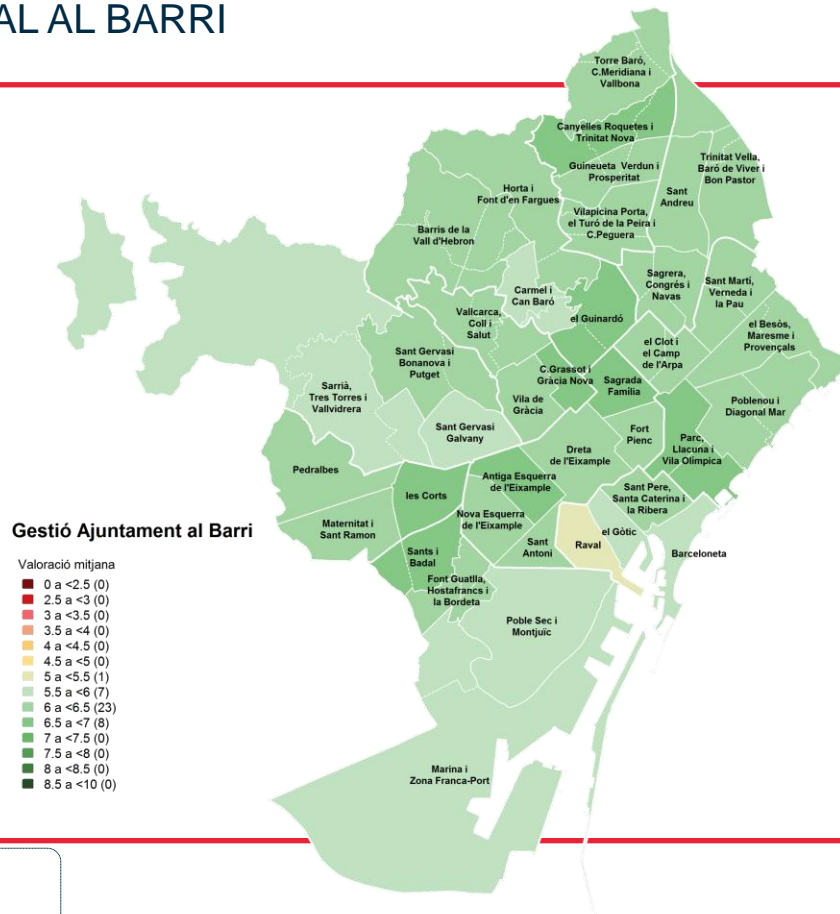 AL AL BARRI
Torre Baró,
C.Meridiana i
Vallbona
Canyelles Roquetes i
Trinitat Nova
Guineueta Verdun i
Prosperitat
Trinitat Vella,
Baró de Viver i
Bon Pastor
Sant
Andreu
Horta i
Font d'en Fargues
Vilapicina Porta,
el Turó de la Peira i
C.Peguera
Barris de la
Vall d'Hebron
Carmel i
Can Baró
Sagrera,
Congrés i
Navas
Sant Martí,
Verneda i
la Pau
Vallcarca,
Coll i
Salut
el Guinardó
el Besòs,
Maresme i
Provençals
el Clot i
el Camp
de l'Arpa
Sant Gervasi
Bonanova i
Putget
C.Grassot i
Gràcia Nova
Sagrada
Família
Sarrià,
Tres Torres i
Vallvidrera
Vila de
Gràcia
Poblenou i
Diagonal Mar
Sant Gervasi
Galvany
Fort
Pienc
Parc,
Llacuna i
Vila Olímpica
Dreta
de l'Eixample
Pedralbes
les Corts
Antiga Esquerra
de l'Eixample
Sant Pere,
Santa Caterina i
la Ribera
Maternitat i
Sant Ramon
Nova Esquerra
de l'Eixample
el Gòtic
Sant
Antoni
Raval
Barceloneta
Sants i
Badal
Font Guatlla,
Hostafrancs i
la Bordeta
Poble Sec i
Montjuïc
Marina i
Zona Franca-Port
Gestió Ajuntament al Barri
Valoració mitjana
0 a <2.5 (0)
2.5 a <3 (0)
3 a <3.5 (0)
3.5 a <4 (0)
4 a <4.5 (0)
4.5 a <5 (0)
5 a <5.5 (1)
5.5 a <6 (7)
6 a <6.5 (23)
6.5 a <7 (8)
7 a <7.5 (0)
7.5 a <8 (0)
8 a <8.5 (0)
8.5 a <10 (0)